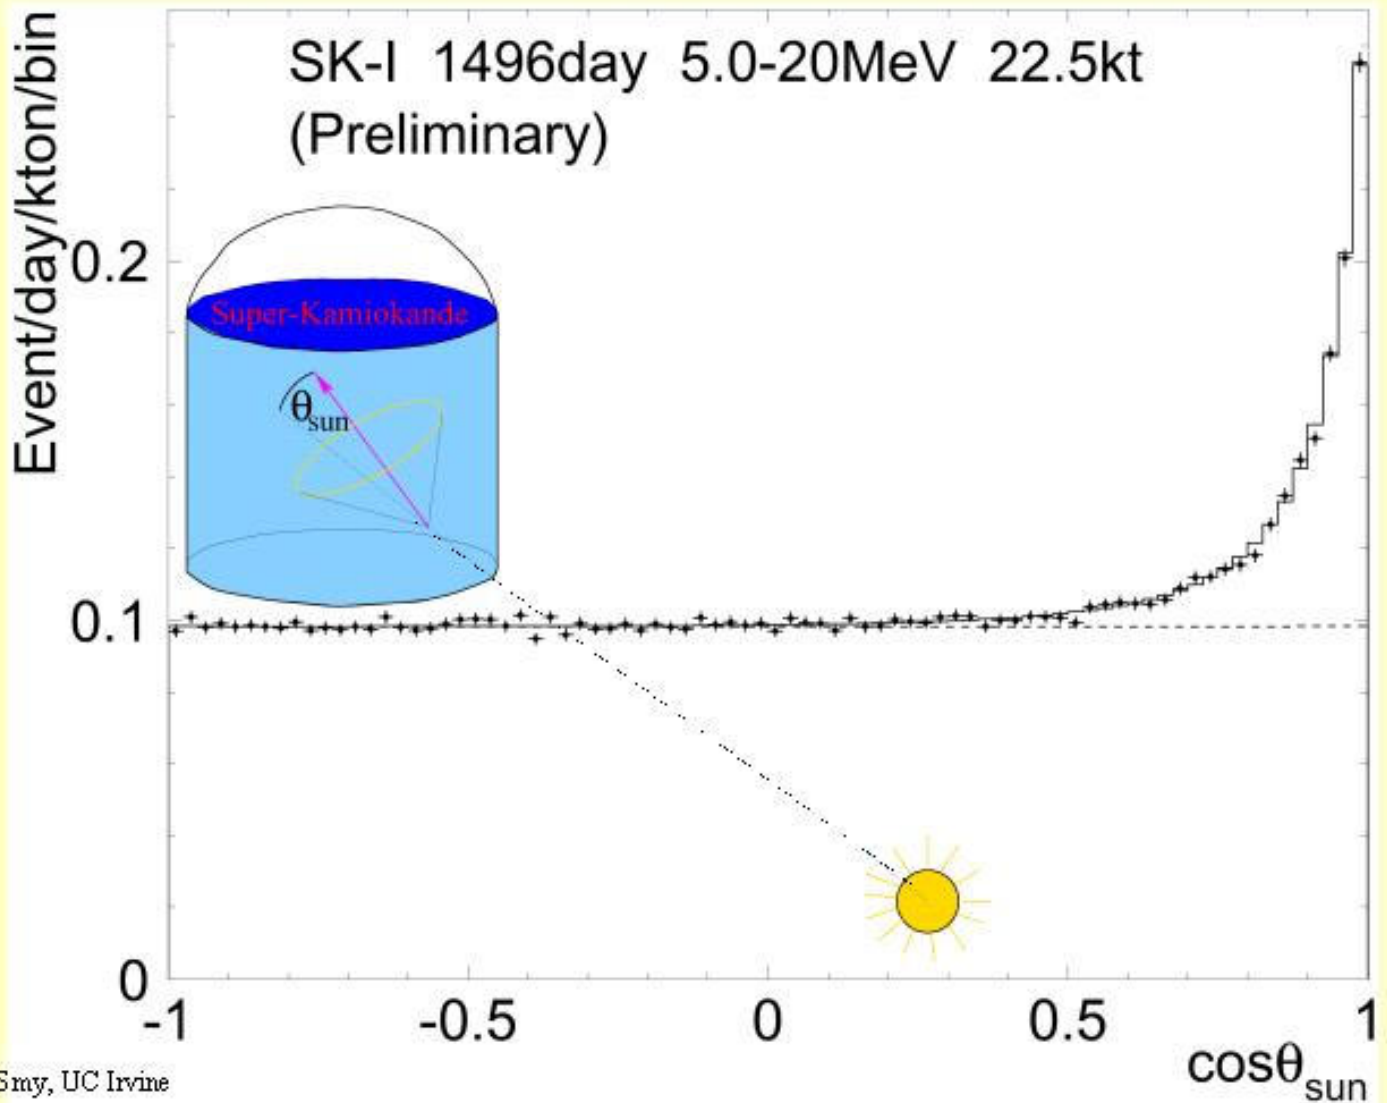 Event/day/kton/bin
SK-I 1496day 5.0-20MeV 22.5kt
(Preliminary)
0.2
Super-Kamiokande
θsun
0.1
0
-1 -0.5 0 0.5 1
cosθsun
Smy, UC Irvine